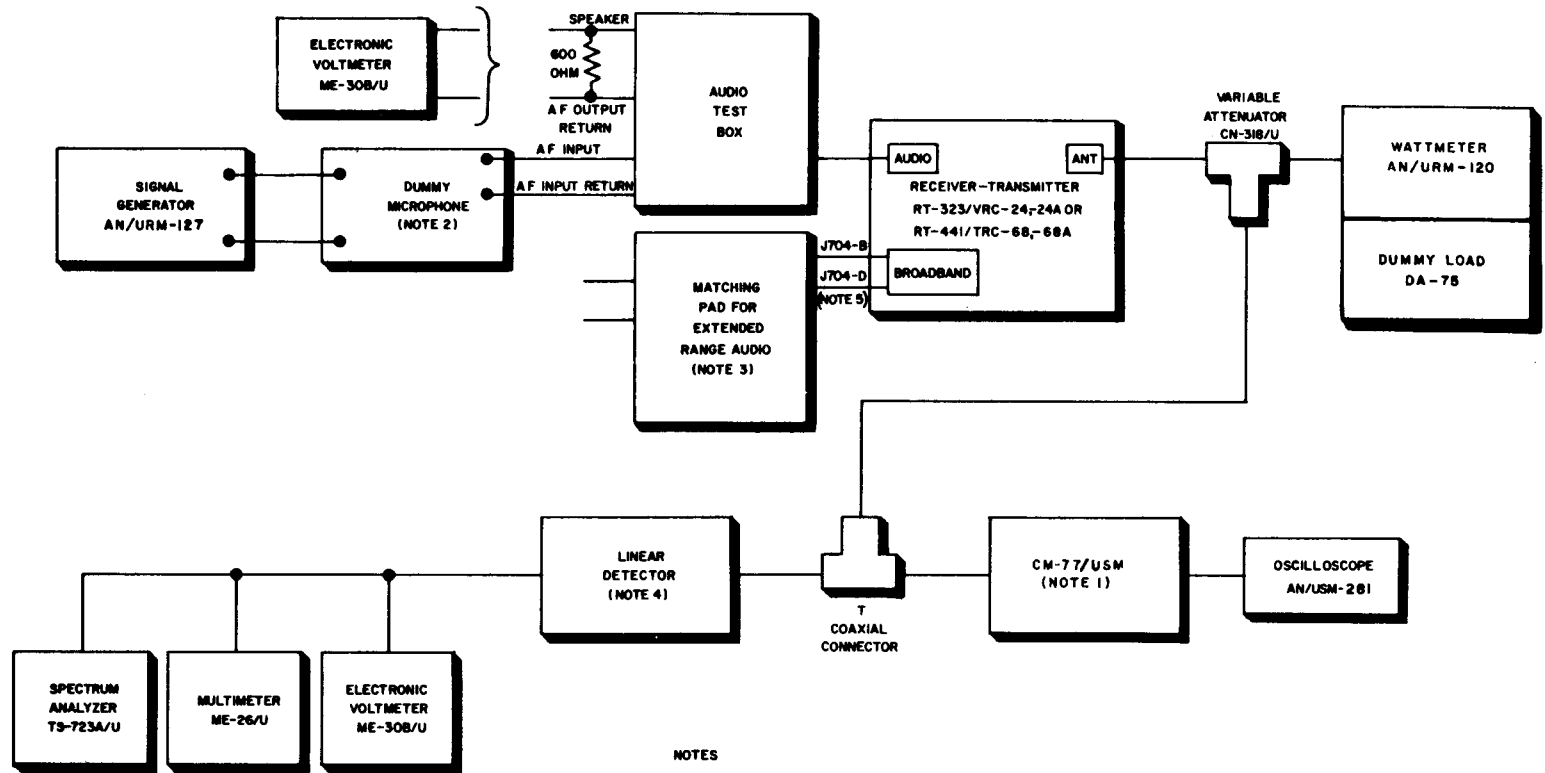 SPEAKER
ELECTRONIC
VOLTMETER
ME-30B/U
600
OHM
AF OUTPUT
RETURN
AUDIO
TEST
BOX
VARIABLE
ATTENUATOR
CN-318/U
SIGNAL
GENERATOR
AN/URM-127
DUMMY
MICROPHONE
(NOTE 2)
AF INPUT
AF INPUT RETURN
AUDIO
ANT
RECEIVER-TRANSMITTER
RT-323/VRC-24,-24A OR
RT-441/TRC-68,-68A
WATTMETER
AN/URM-120
DUMMY LOAD
DA-75
MATCHING
PAD FOR
EXTENDED
RANGE AUDIO
(NOTE 3)
J704-B
J704-D
(NOTE 5)
BROADBAND
LINEAR
DETECTOR
(NOTE 4)
T
COAXIAL
CONNECTOR
CM-77/USM
(NOTE 1)
OSCILLOSCOPE
AN/USM-281
SPECTRUM
ANALYZER
TS-723A/U
MULTIMETER
ME-26/U
ELECTRONIC
VOLTMETER
ME-30B/U
NOTES